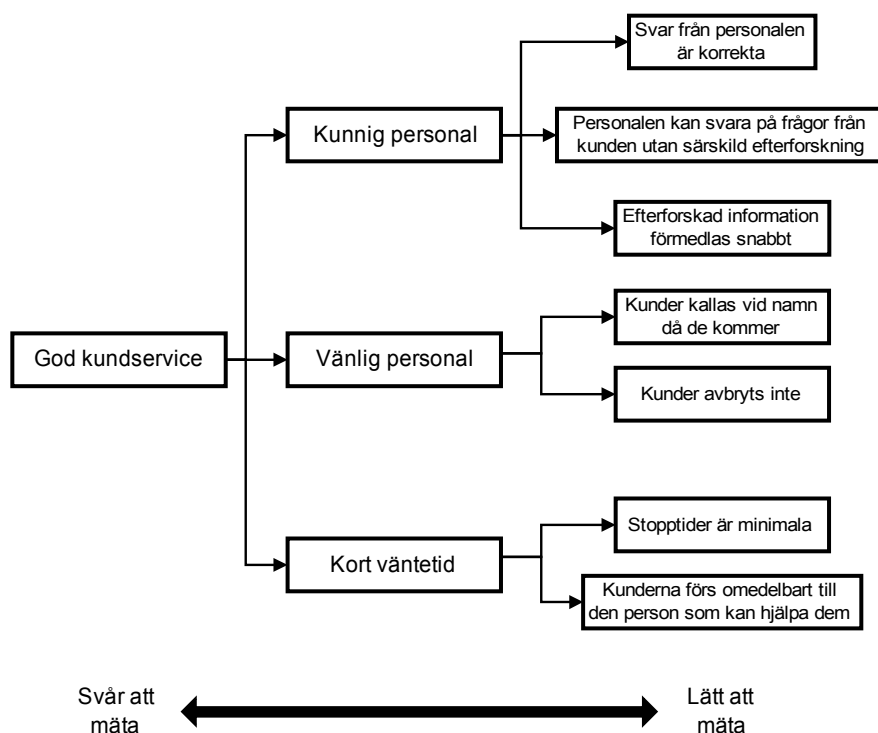 Svar från personalen
är korrekta
Kunnig personal
Personalen kan svara på frågor från
kunden utan särskild efterforskning
Efterforskad information
förmedlas snabbt
Kunder kallas vid namn
då de kommer
God kundservice
Vänlig personal
Kunder avbryts inte
Stopptider är minimala
Kort väntetid
Kunderna förs omedelbart till
den person som kan hjälpa dem
Svår att
mäta
Lätt att
mäta